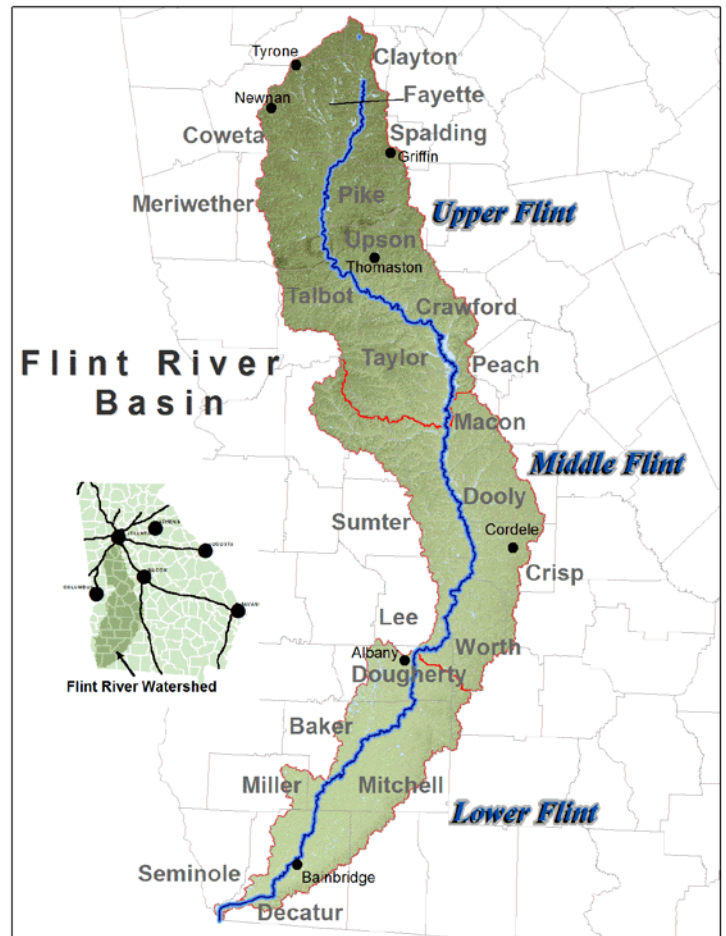 Tyrone
Clayton
Newnan
Fayette
Coweta
Spalding
Griffin
Meriwether
Pike
Upper Flint
Upson
Thomaston
Talbot
Crawford
Flint River
Basin
Taylor
Peach
Macon
Middle Flint
Dooly
Sumter
Cordele
Crisp
Lee
Worth
Albany
Dougherty
Flint River Watershed
Baker
Miller
Mitchell
Lower Flint
Seminole
Bainbridge
Decatur